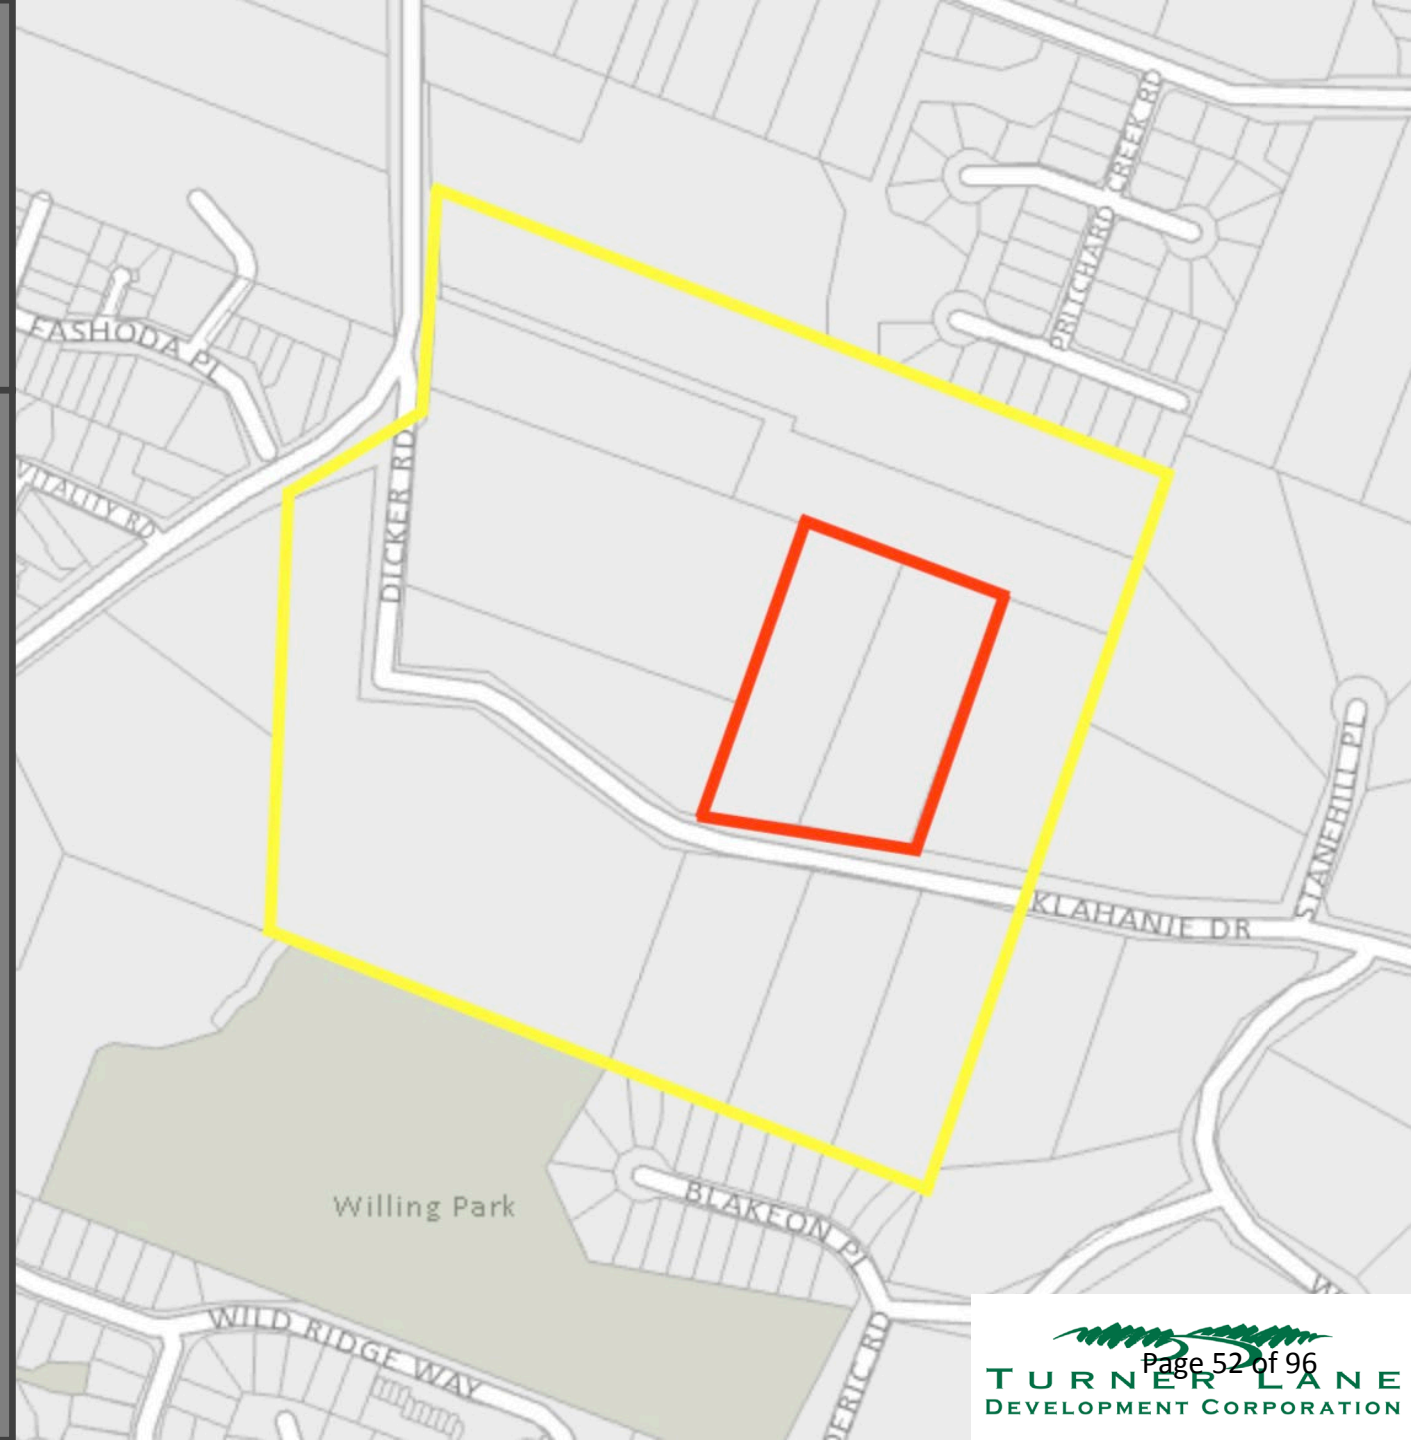 PRITCHARD CREEK RD
FASHODA PL
VITALITY RD
DICKER RD
STANEHILL PL
KLAHANIE DR
Willing Park
BLAKEON PL
WILD RIDGE WAY
Page 52 of 96
TURNER LANE
DEVELOPMENT CORPORATION